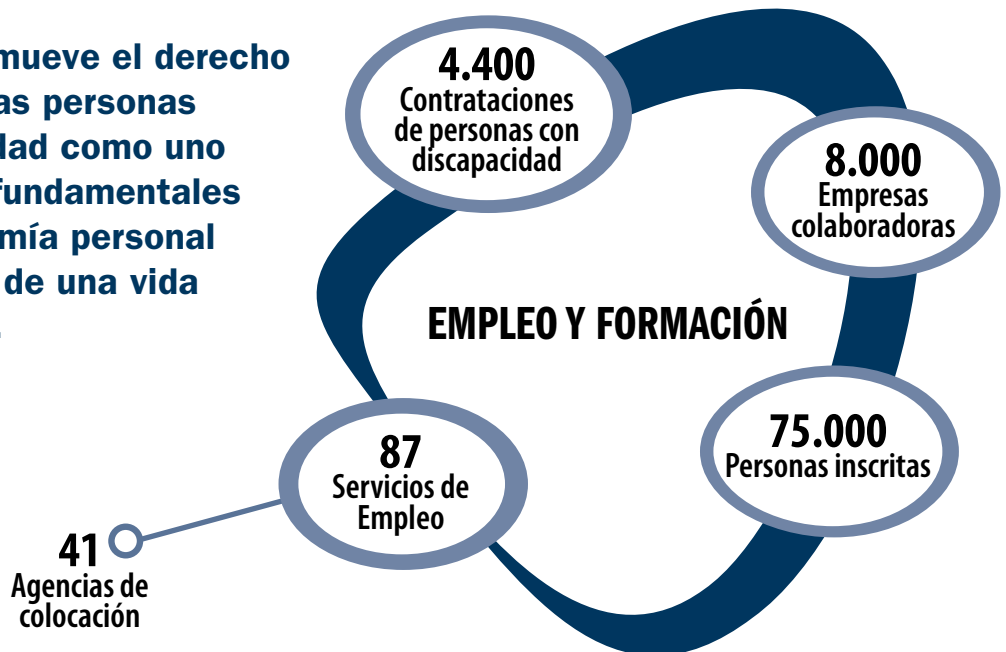 mueve el derecho
as personas
dad como uno
fundamentales
mía personal
de una vida
4.400
Contrataciones
de personas con
discapacidad
8.000
Empresas
colaboradoras
EMPLEO Y FORMACIÓN
75.000
Personas inscritas
87
Servicios de
Empleo
41
Agencias de
colocación